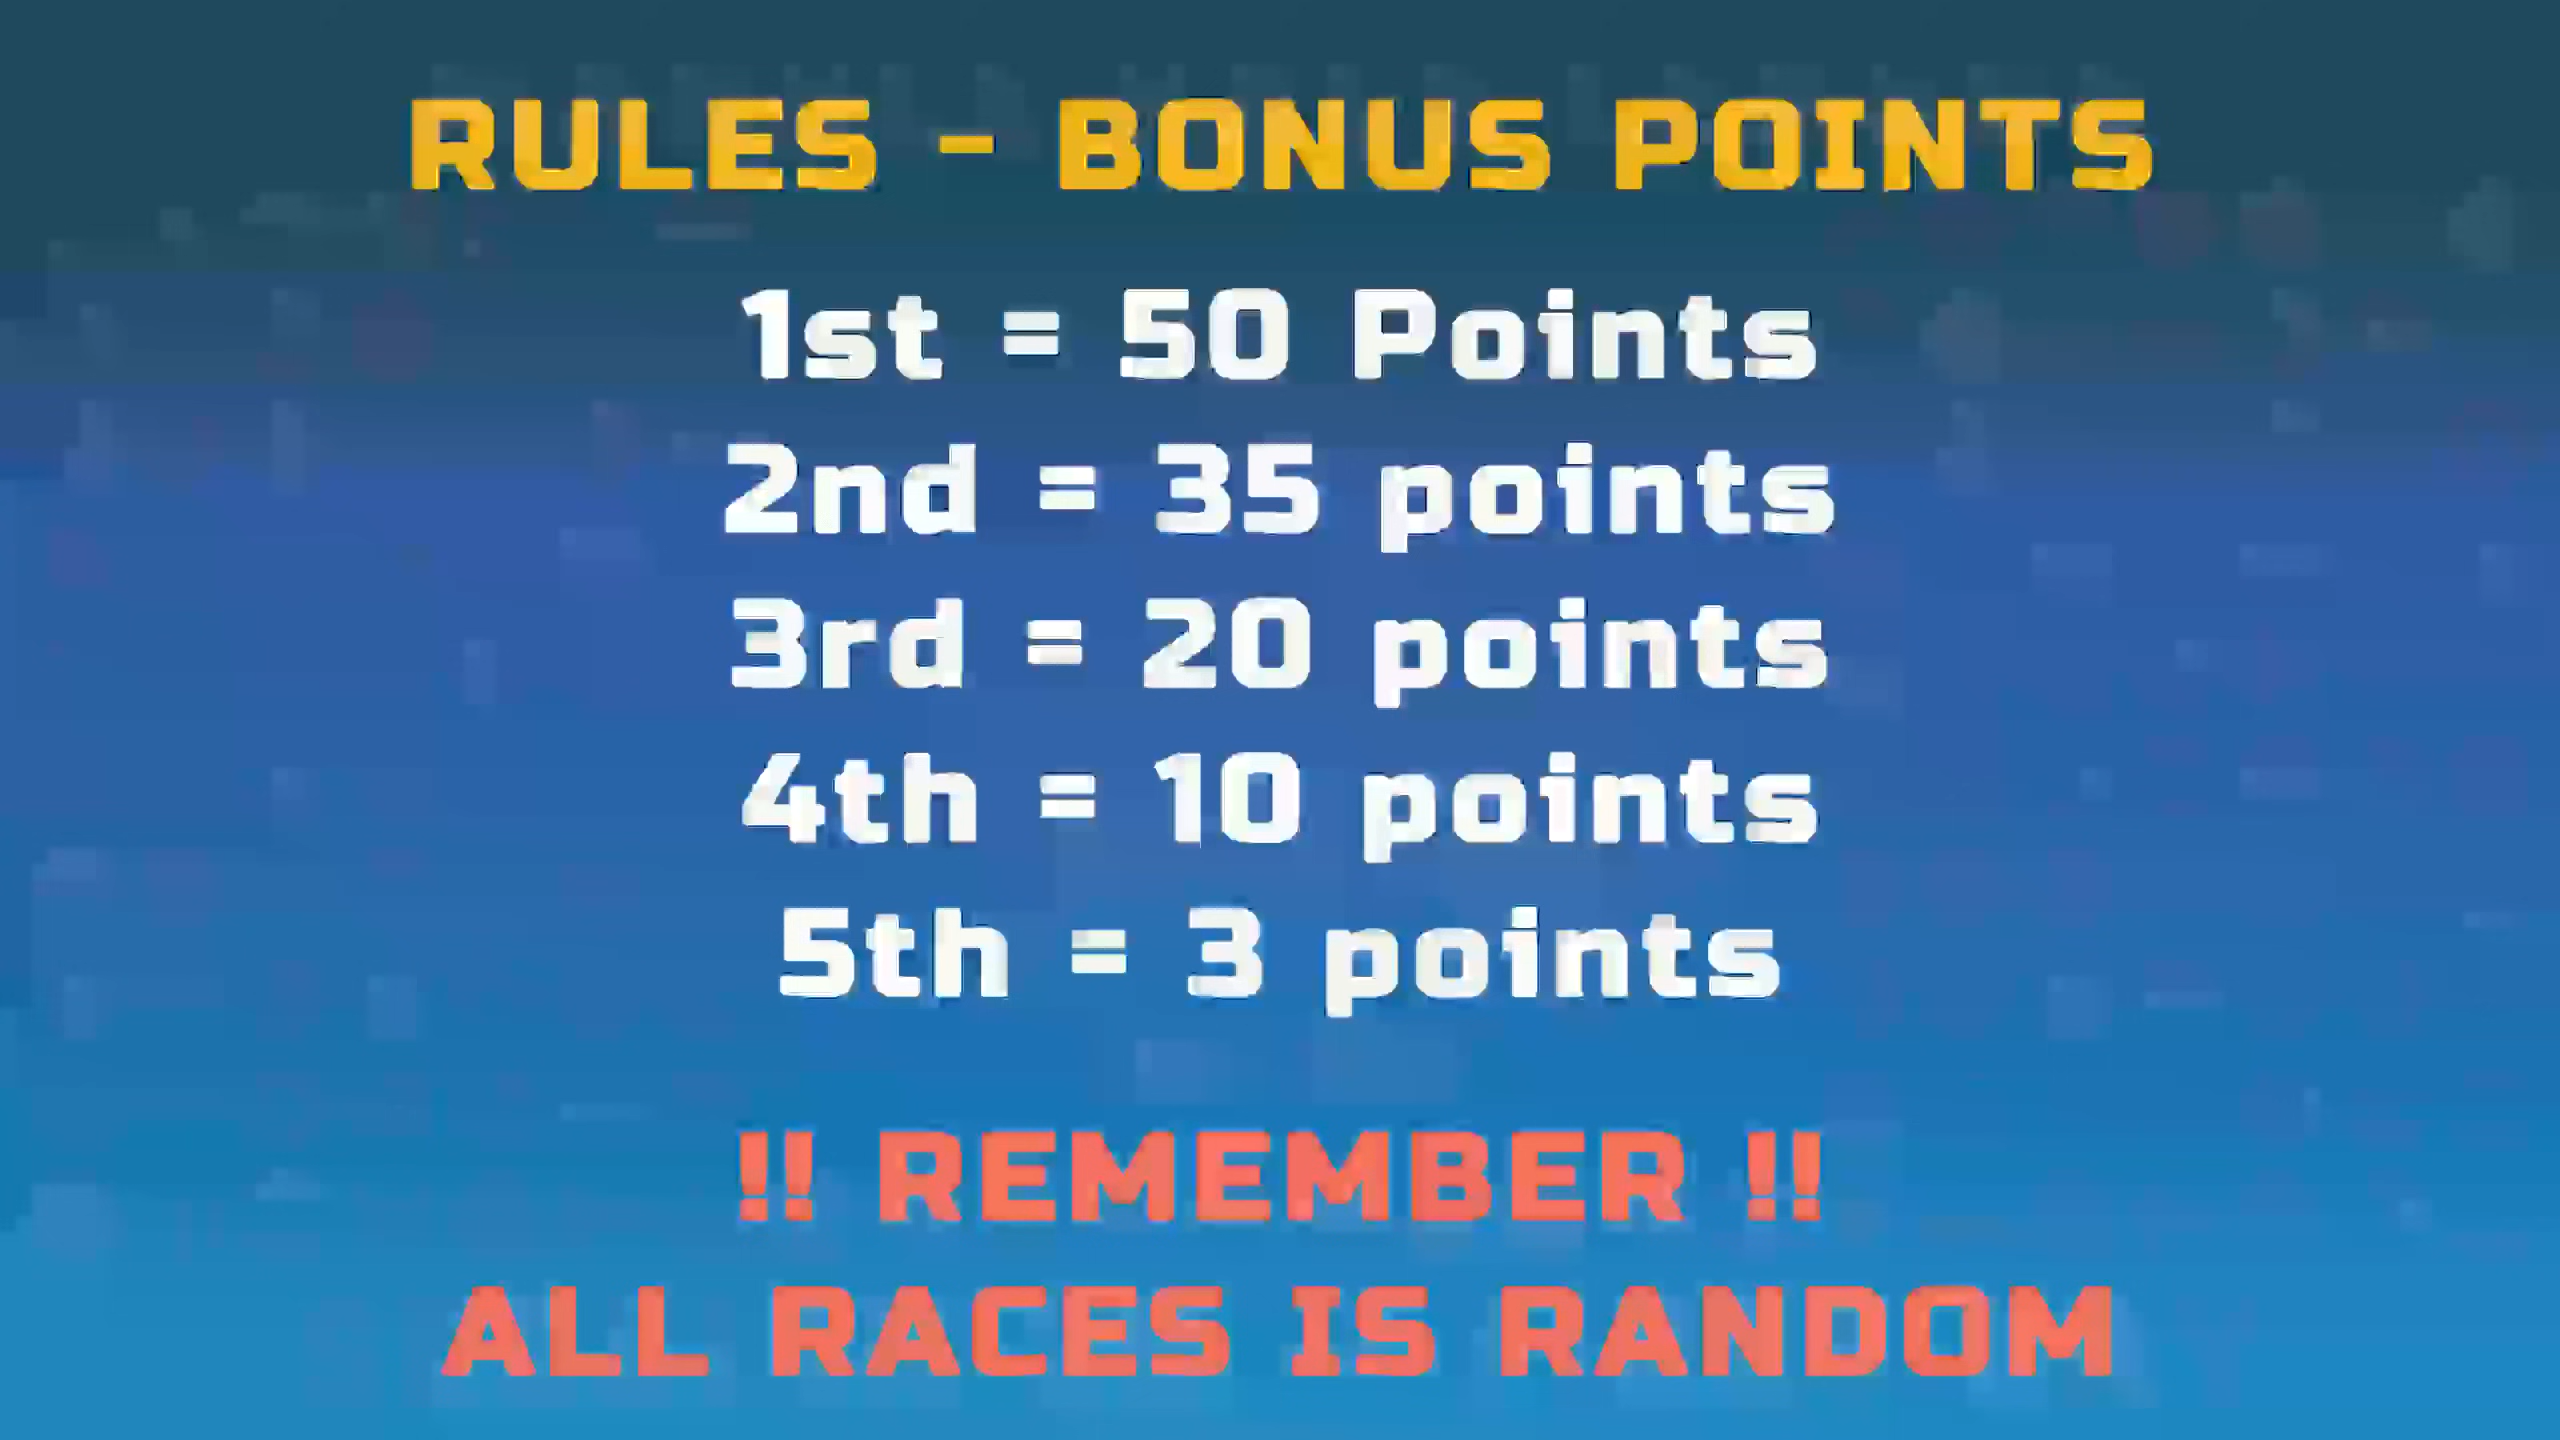 RULES - BONUS POINTS
1st = 50 Points
2nd = 35 points
3rd = 20 points
4th = 10 points
5th = 3 points
!! REMEMBER !!
ALL RACES IS RANDOM